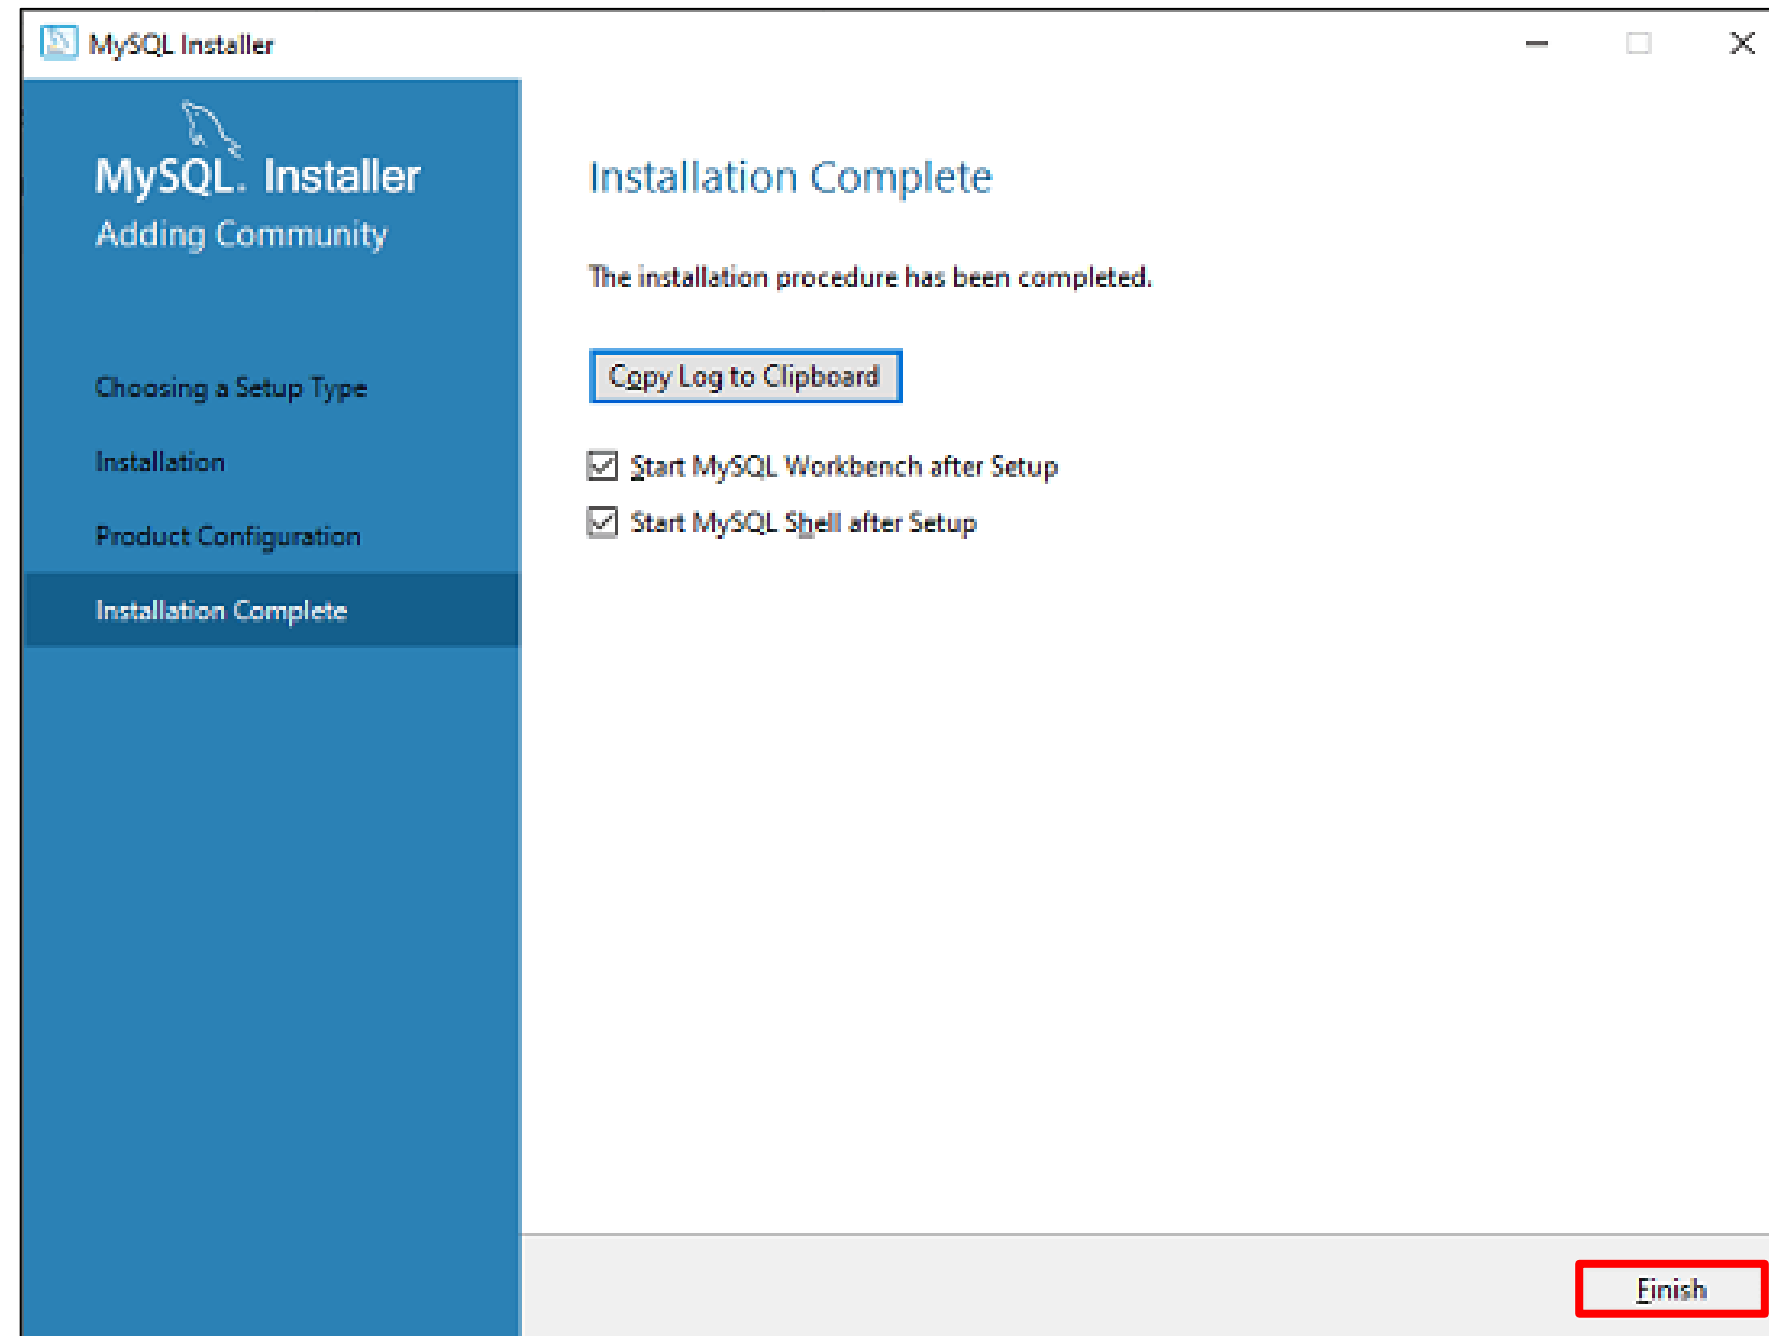 MySQL Installer
MySQL. Installer
Adding Community
Choosing a Setup Type
Installation
Product Configuration
Installation Complete
Installation Complete
The installation procedure has been completed.
Copy Log to Clipboard
Start MySQL Workbench after Setup
Start MySQL Shell after Setup
Finish